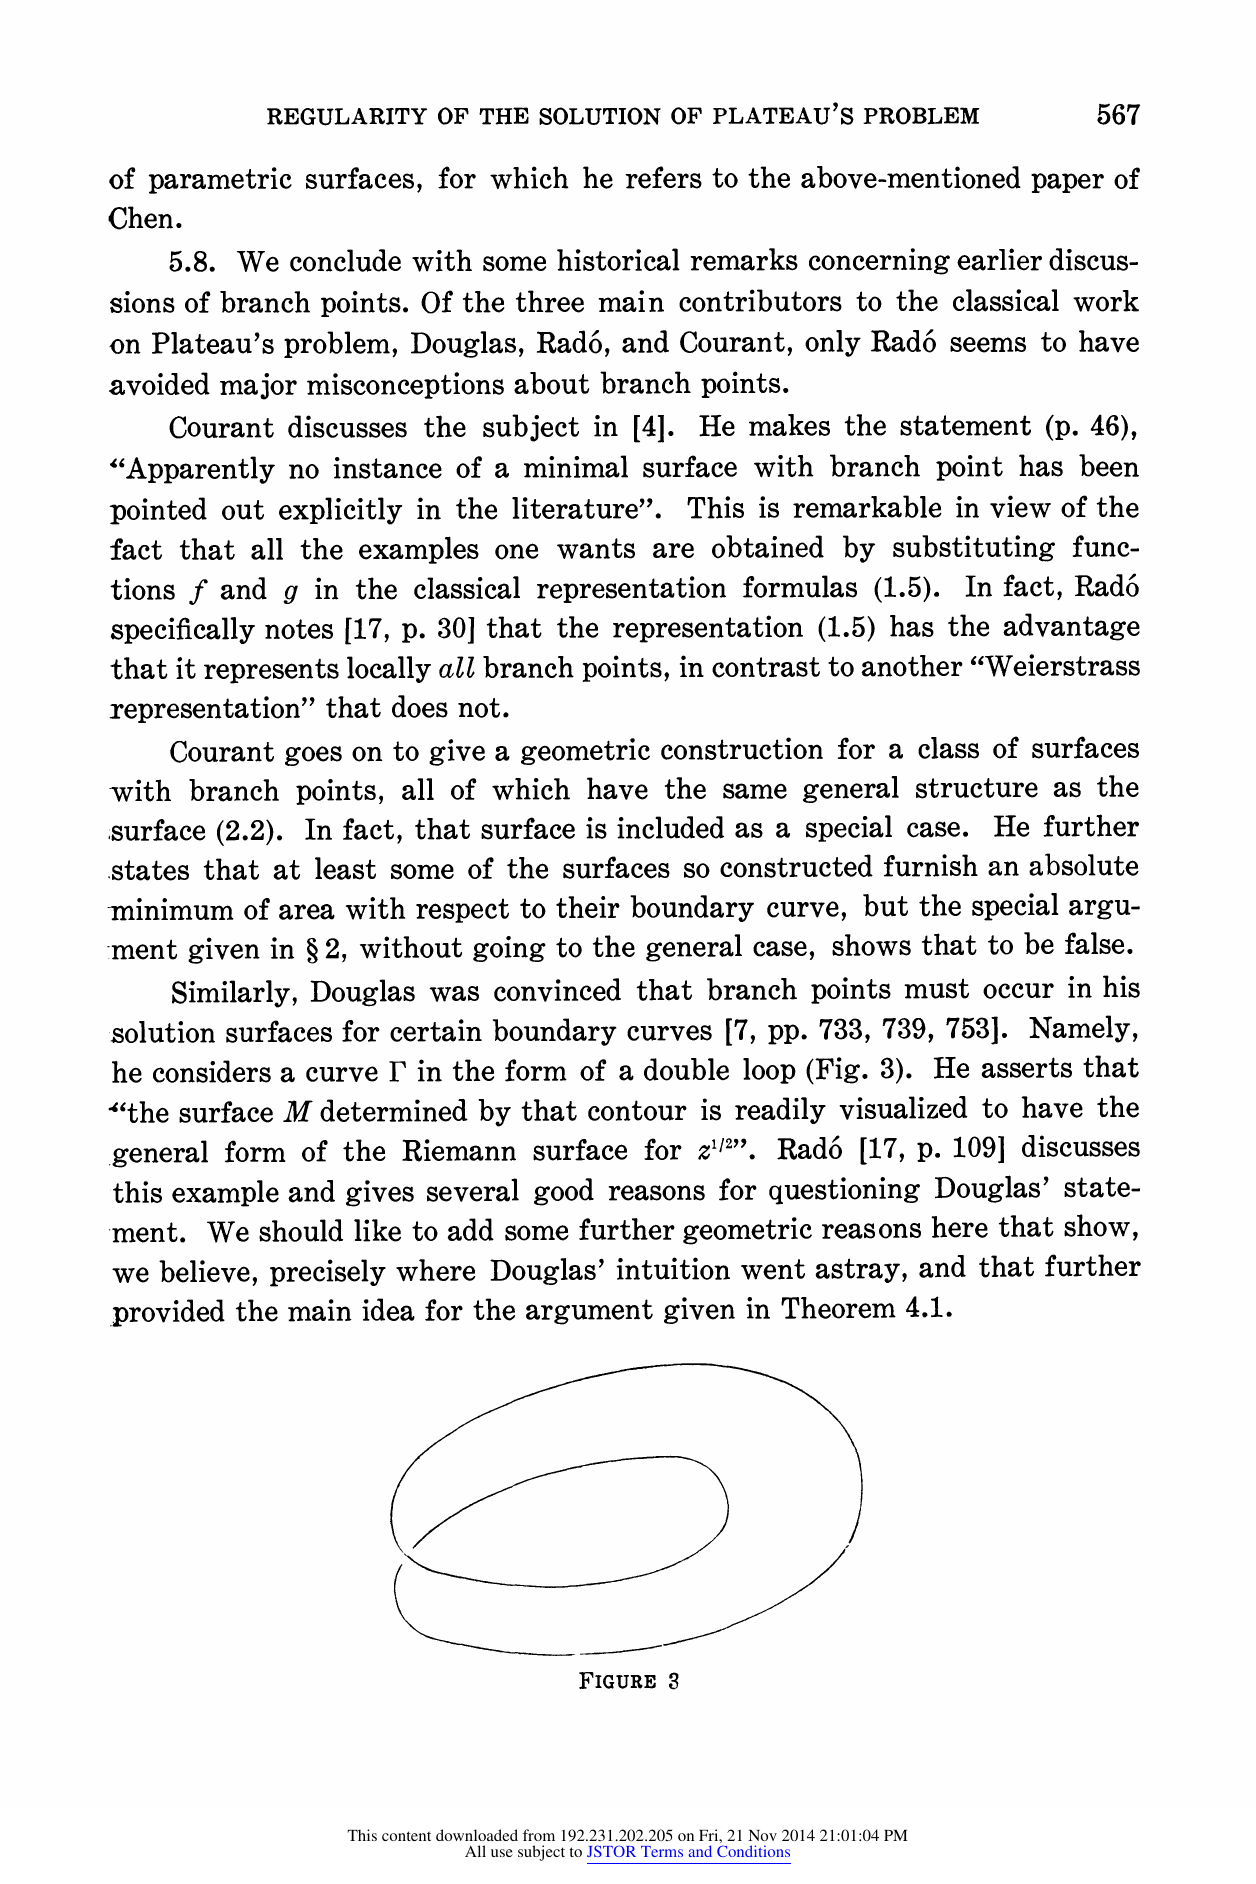 REGULARITY OF THE SOLUTION OF PLATEAU'S PROBLEM 567
of parametric surfaces, for which he refers to the above-mentioned paper of
Chen.
5.8. We conclude with some historical remarks concerning earlier discus-
sions of branch points. Of the three main contributors to the classical work
on Plateau's problem, Douglas, Radó, and Courant, only Radó seems to have
avoided major misconceptions about branch points.
Courant discusses the subject in [4]. He makes the statement (p. 46),
“Apparently no instance of a minimal surface with branch point has been
pointed out explicitly in the literature”. This is remarkable in view of the
fact that all the examples one wants are obtained by substituting func-
tions f and g in the classical representation formulas (1.5). In fact, Radó
specifically notes [17, p. 30] that the representation (1.5) has the advantage
that it represents locally all branch points, in contrast to another “Weierstrass
representation” that does not.
Courant goes on to give a geometric construction for a class of surfaces
with branch points, all of which have the same general structure as the
surface (2.2). In fact, that surface is included as a special case. He further
states that at least some of the surfaces so constructed furnish an absolute
minimum of area with respect to their boundary curve, but the special argu-
ment given in § 2, without going to the general case, shows that to be false.
Similarly, Douglas was convinced that branch points must occur in his
solution surfaces for certain boundary curves [7, pp. 733, 739, 753]. Namely,
he considers a curve Γ in the form of a double loop (Fig. 3). He asserts that
“the surface M determined by that contour is readily visualized to have the
general form of the Riemann surface for z^{1/2}”. Radó [17, p. 109] discusses
this example and gives several good reasons for questioning Douglas' state-
ment. We should like to add some further geometric reasons here that show,
we believe, precisely where Douglas' intuition went astray, and that further
provided the main idea for the argument given in Theorem 4.1.
FIGURE 3
This content downloaded from 192.231.202.205 on Fri, 21 Nov 2014 21:01:04 PM
All use subject to JSTOR Terms and Conditions